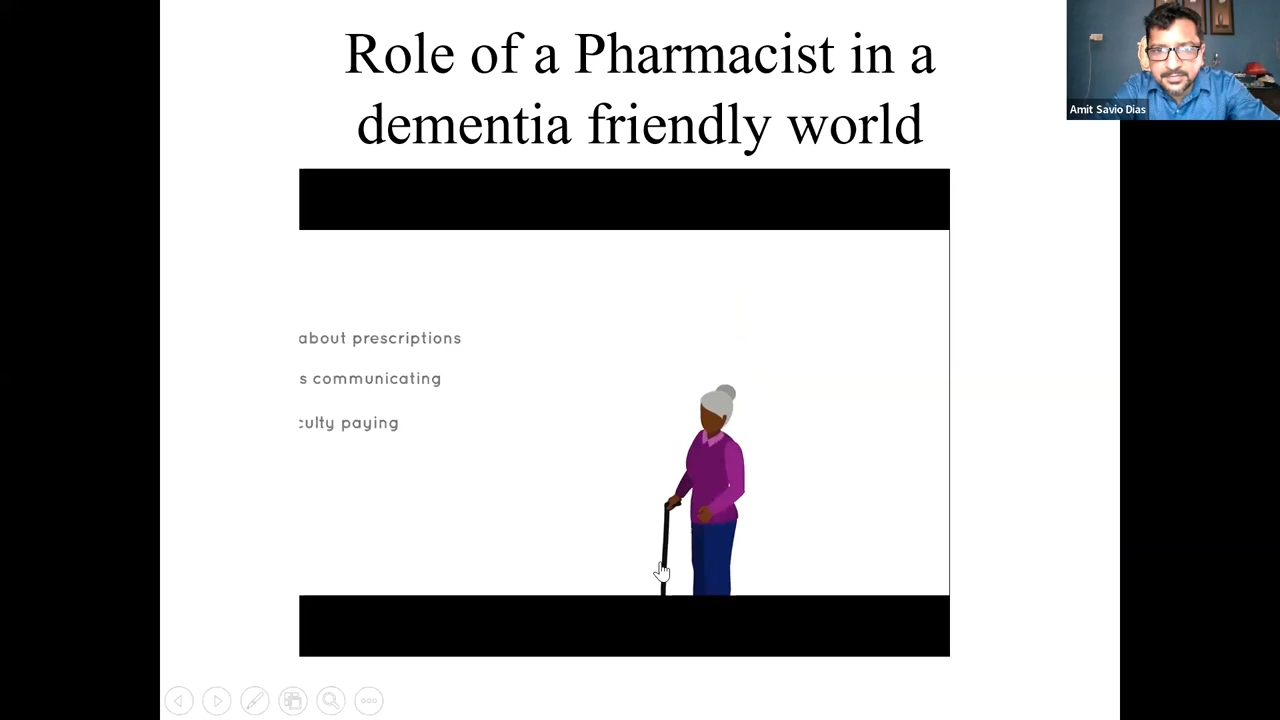 Role of a Pharmacist in a
dementia friendly world
Amit Savio Dias
about prescriptions
s communicating
culty paying